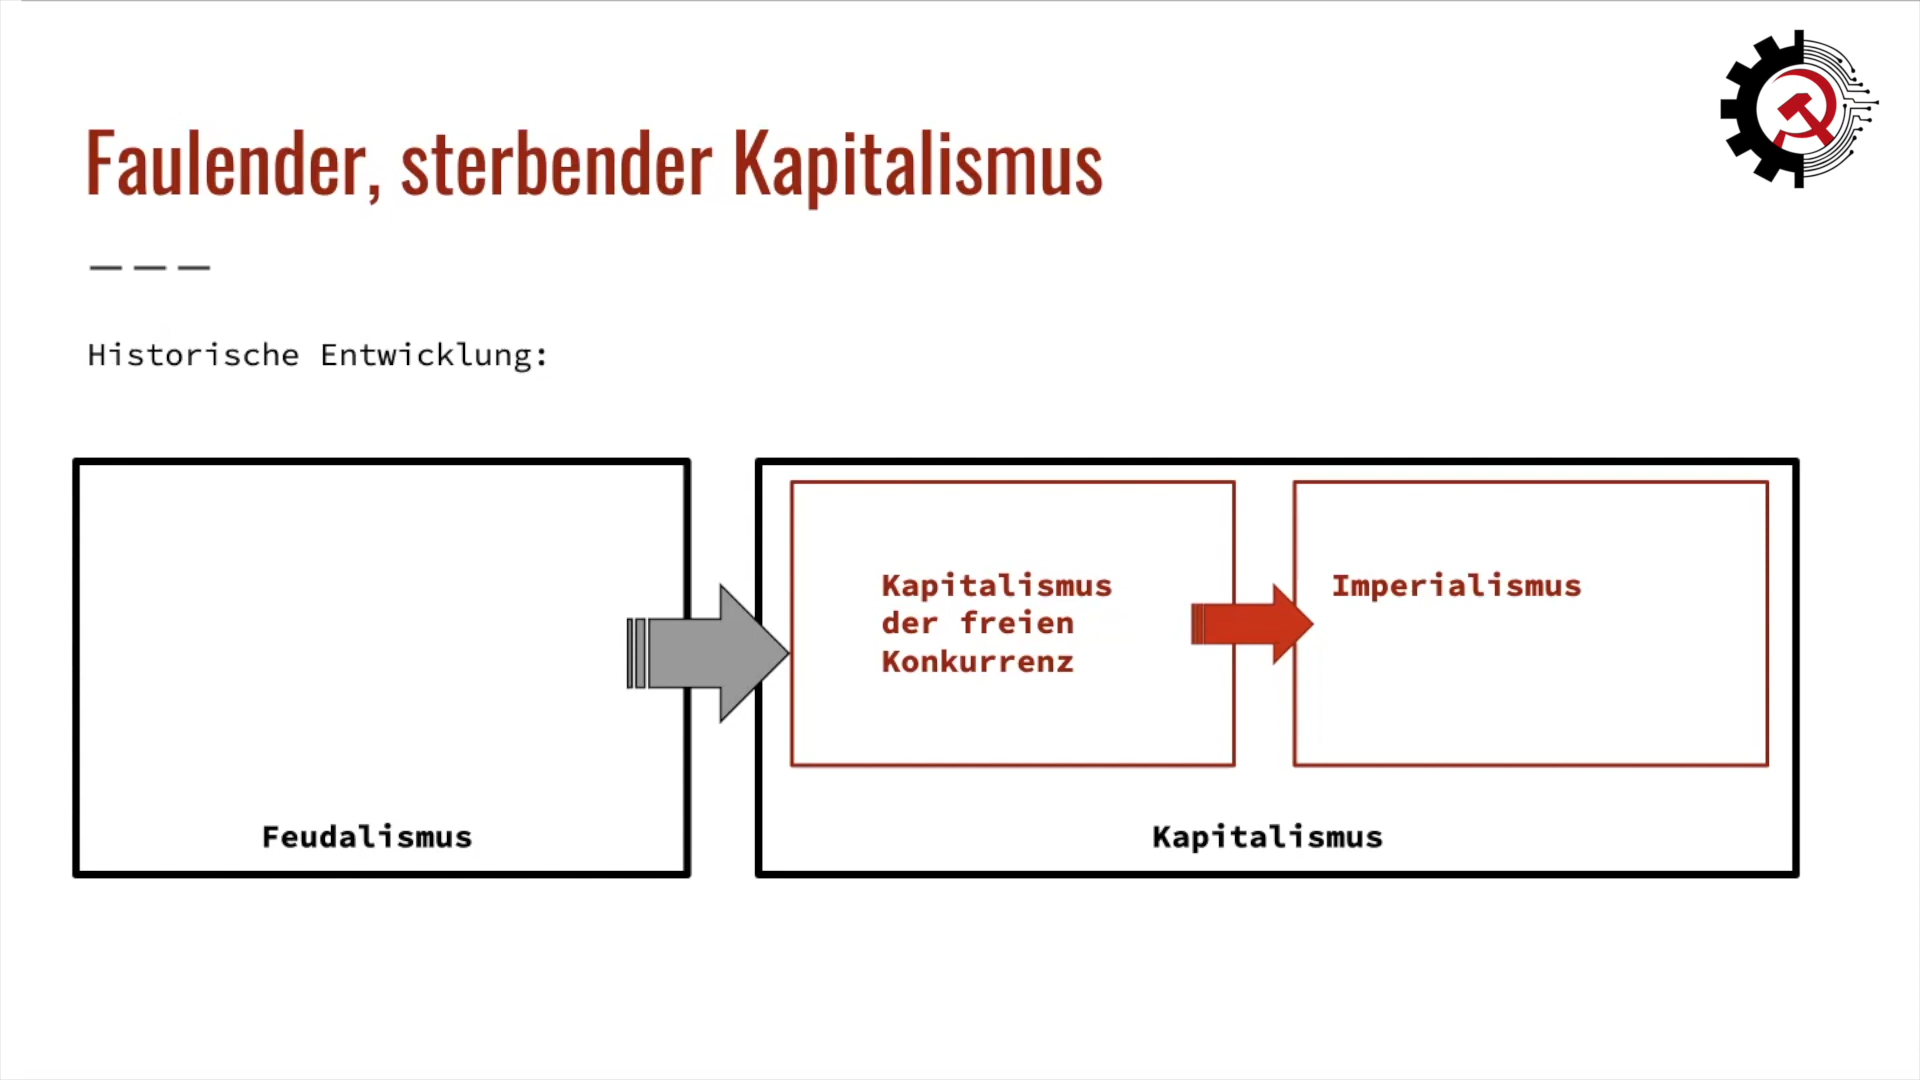 Faulender, sterbender Kapitalismus
Historische Entwicklung:
Kapitalismus
der freien
Konkurrenz
Imperialismus
Feudalismus
Kapitalismus